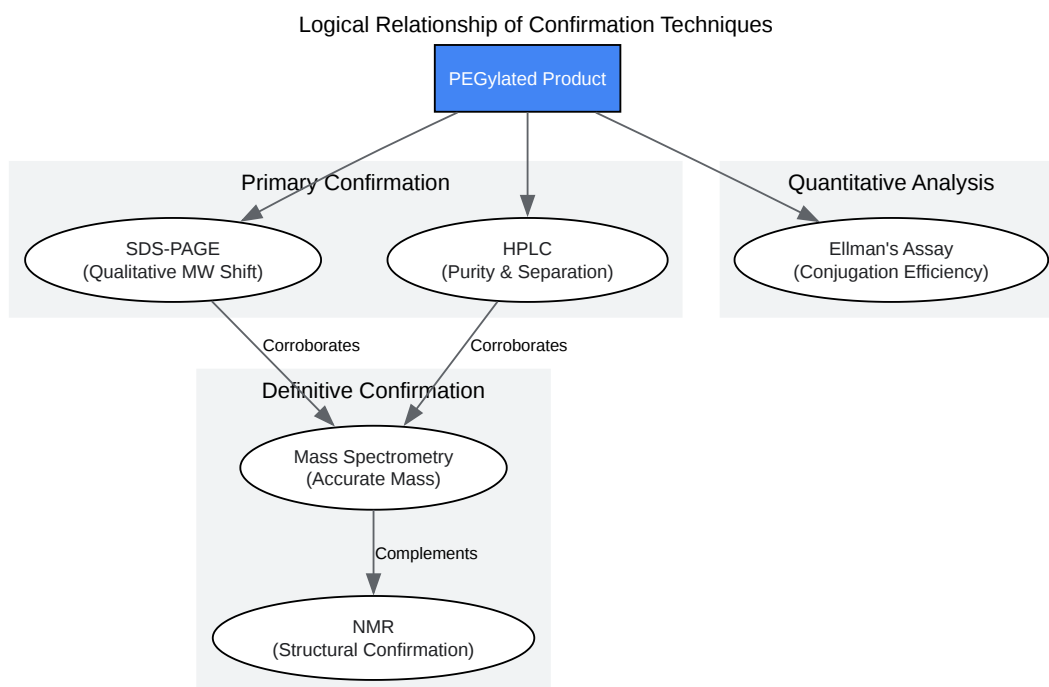 Logical Relationship of Confirmation Techniques
PEGylated Product
Primary Confirmation
Quantitative Analysis
SDS-PAGE
(Qualitative MW Shift)
HPLC
(Purity & Separation)
Ellman's Assay
(Conjugation Efficiency)
Corroborates
Corroborates
Definitive Confirmation
Mass Spectrometry
(Accurate Mass)
Complements
NMR
(Structural Confirmation)